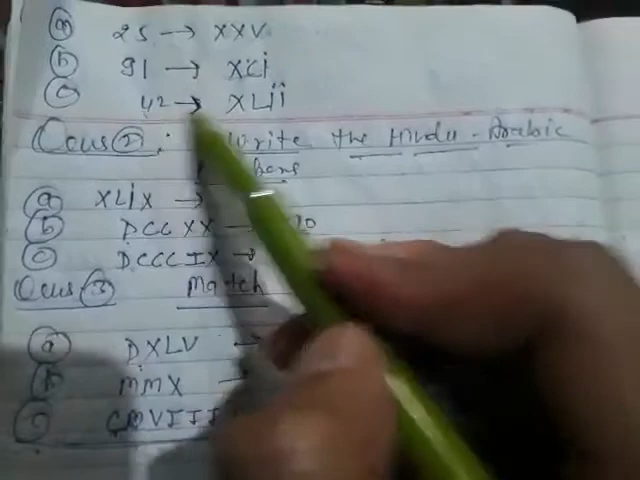 (a) 25 → XXV
(b) 91 → XCi
(c) 42 → XLii
Ques (2) : Write the Hindu - Arabic
(a) XLiX →
(b) DCCXX →
(c) DCCCIX →
Ques (3) Match
(a) DXLV →
(b) MMX →
(c) CMVIII